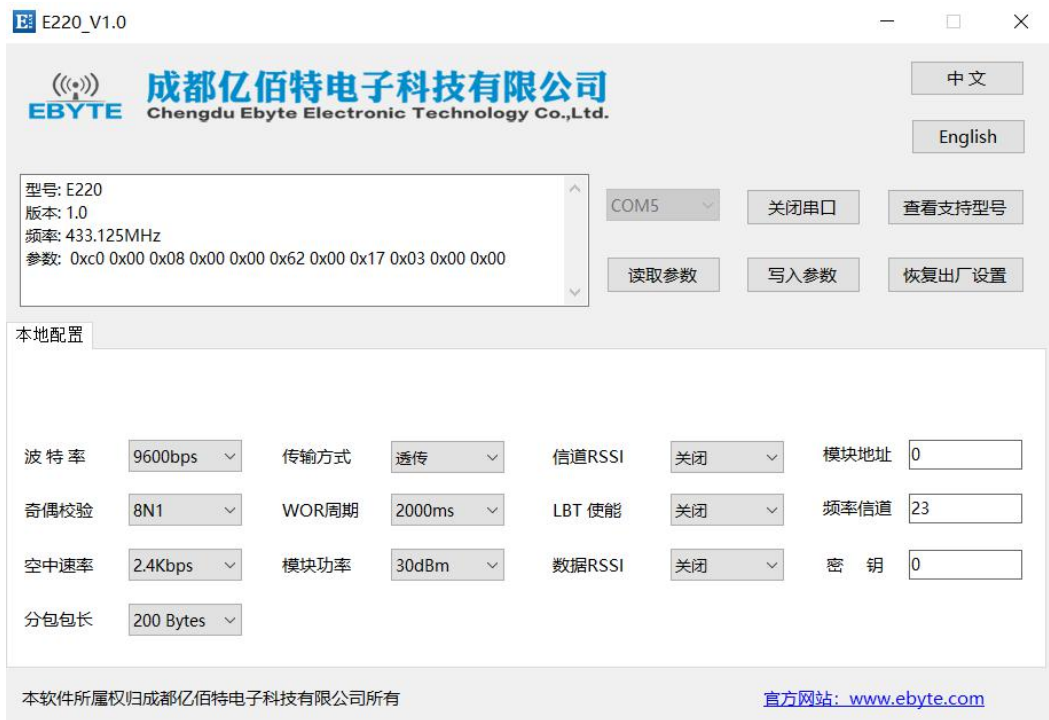 E220_V1.0
EBYTE
成都亿佰特电子科技有限公司
Chengdu Ebyte Electronic Technology Co.,Ltd.
中 文
English
型号: E220
版本: 1.0
频率: 433.125MHz
参数: 0xc0 0x00 0x08 0x00 0x00 0x62 0x00 0x17 0x03 0x00 0x00
COM5 关闭串口 查看支持型号
读取参数 写入参数 恢复出厂设置
本地配置
波 特 率 9600bps 传输方式 透传 信道RSSI 关闭 模块地址 0
奇偶校验 8N1 WOR周期 2000ms LBT 使能 关闭 频率信道 23
空中速率 2.4Kbps 模块功率 30dBm 数据RSSI 关闭 密 钥 0
分包包长 200 Bytes
本软件所属权归成都亿佰特电子科技有限公司所有 官方网站：www.ebyte.com